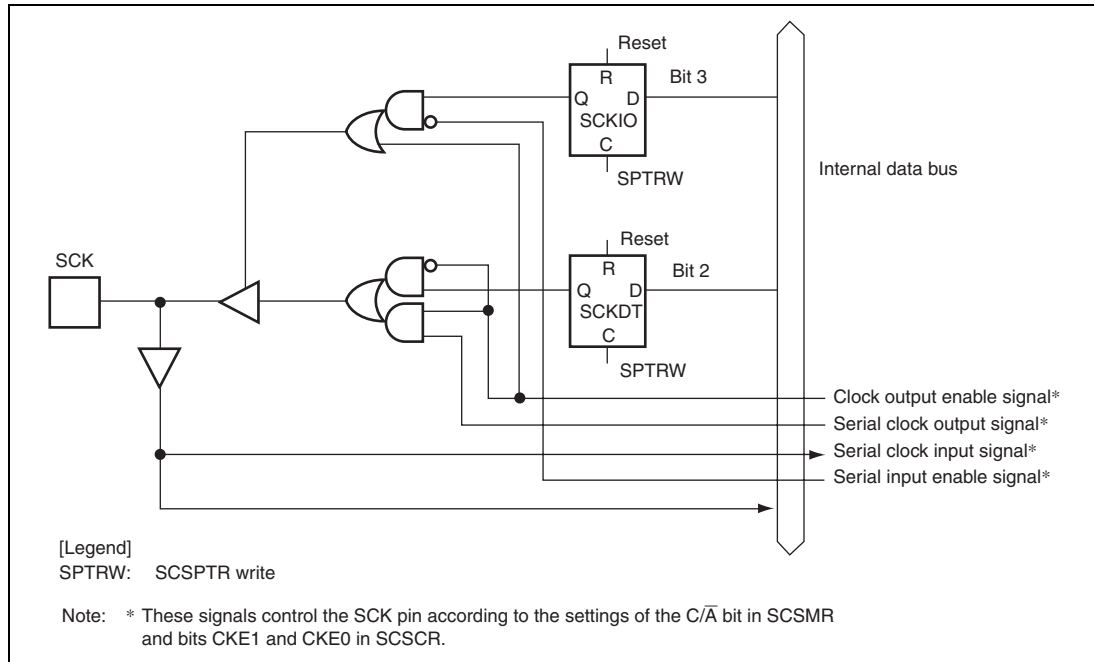 Reset
R
Bit 3
Q D
SCKIO
C
SPTRW
Internal data bus
Reset
R
Bit 2
Q D
SCKDT
C
SPTRW
SCK
Clock output enable signal*
Serial clock output signal*
Serial clock input signal*
Serial input enable signal*
[Legend]
SPTRW: SCSPTR write
Note: * These signals control the SCK pin according to the settings of the C/A̅ bit in SCSMR
and bits CKE1 and CKE0 in SCSCR.